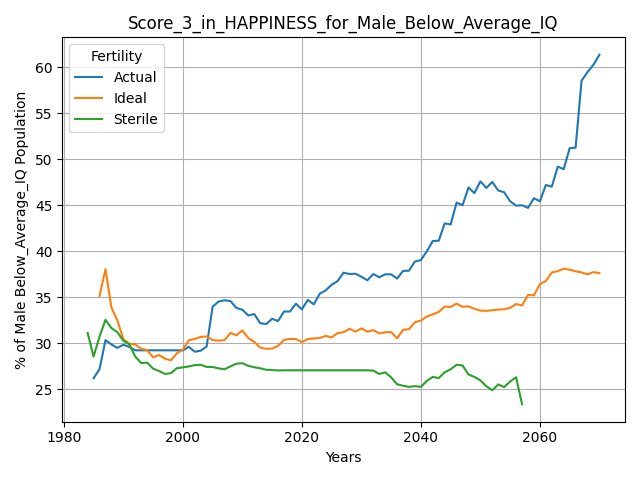 Score_3_in_HAPPINESS_for_Male_Below_Average_IQ
% of Male Below_Average_IQ Population
60
55
50
45
40
35
30
25
Fertility
Actual
Ideal
Sterile
1980
2000
2020
2040
2060
Years